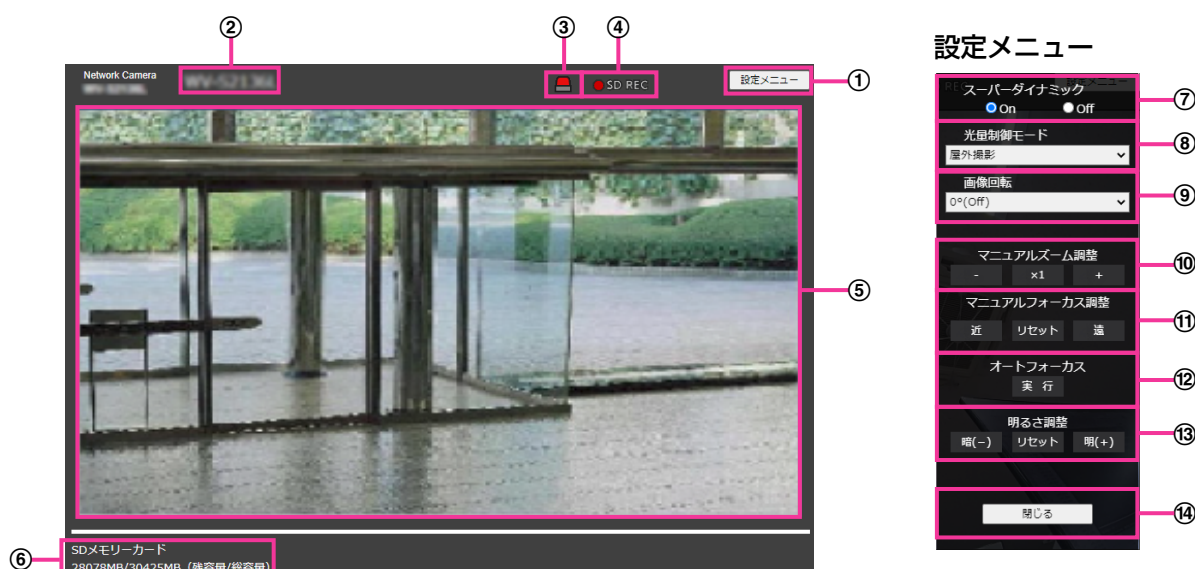 ② ③ ④
設定メニュー
Network Camera
SD REC
設定メニュー
①
スーパーダイナミック
On Off
⑦
光量制御モード
屋外撮影
⑧
画像回転
0°(Off)
⑨
マニュアルズーム調整
- ×1 +
⑩
⑤
マニュアルフォーカス調整
近 リセット 遠
⑪
オートフォーカス
実 行
⑫
明るさ調整
暗(-) リセット 明(+)
⑬
閉じる
⑭
SDメモリーカード
⑥
28078MB/30425MB (残容量/総容量)